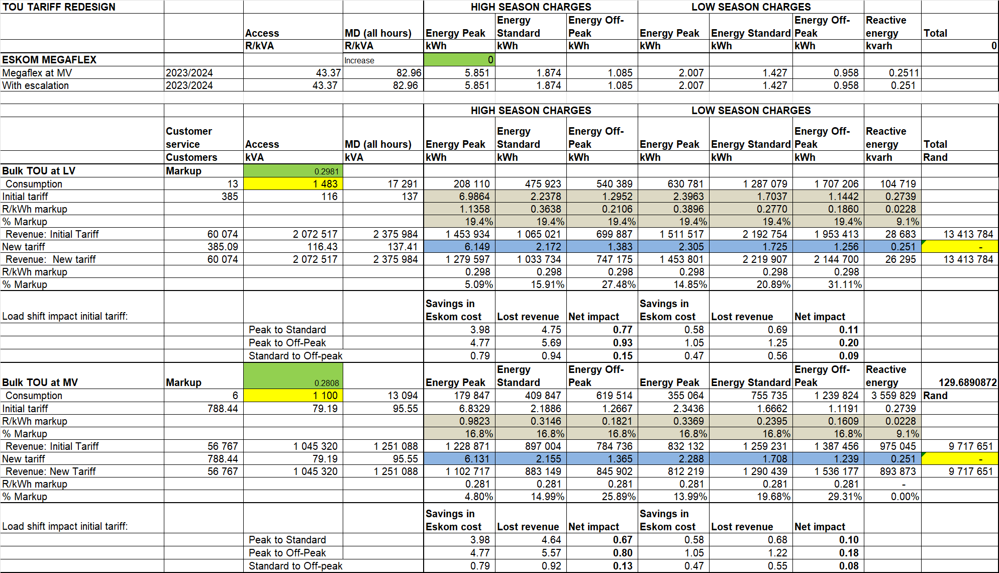 TOU TARIFF REDESIGN HIGH SEASON CHARGES LOW SEASON CHARGES
Access MD (all hours) Energy Peak Energy Standard Energy Off-Peak Energy Peak Energy Standard Energy Off-Peak Reactive energy Total
R/kVA R/kVA kWh kWh kWh kWh kWh kWh kvarh 0
ESKOM MEGAFLEX Increase 0
Megaflex at MV 2023/2024 43.37 82.96 5.851 1.874 1.085 2.007 1.427 0.958 0.2511
With escalation 2023/2024 43.37 82.96 5.851 1.874 1.085 2.007 1.427 0.958 0.251
HIGH SEASON CHARGES LOW SEASON CHARGES
Customer service Access MD (all hours) Energy Peak Energy Standard Energy Off-Peak Energy Peak Energy Standard Energy Off-Peak Reactive energy Total
Customers kVA kVA kWh kWh kWh kWh kWh kWh kvarh Rand
Bulk TOU at LV Markup 0.2981
Consumption 13 1 483 17 291 208 110 475 923 540 389 630 781 1 287 079 1 707 206 104 719
Initial tariff 385 116 137 6.9864 2.2378 1.2952 2.3963 1.7037 1.1442 0.2739
R/kWh markup 1.1358 0.3638 0.2106 0.3896 0.2770 0.1860 0.0228
% Markup 19.4% 19.4% 19.4% 19.4% 19.4% 19.4% 9.1%
Revenue: Initial Tariff 60 074 2 072 517 2 375 984 1 453 934 1 065 021 699 887 1 511 517 2 192 754 1 953 413 28 683 13 413 784
New tariff 385.09 116.43 137.41 6.149 2.172 1.383 2.305 1.725 1.256 0.251 -
Revenue: New tariff 60 074 2 072 517 2 375 984 1 279 597 1 033 734 747 175 1 453 801 2 219 907 2 144 700 26 295 13 413 784
R/kWh markup 0.298 0.298 0.298 0.298 0.298 0.298
% Markup 5.09% 15.91% 27.48% 14.85% 20.89% 31.11%
Load shift impact initial tariff: Savings in Eskom cost Lost revenue Net impact Savings in Eskom cost Lost revenue Net impact
Peak to Standard 3.98 4.75 0.77 0.58 0.69 0.11
Peak to Off-Peak 4.77 5.69 0.93 1.05 1.25 0.20
Standard to Off-peak 0.79 0.94 0.15 0.47 0.56 0.09
Bulk TOU at MV Markup 0.2808 Energy Peak Energy Standard Energy Off-Peak Energy Peak Energy Standard Energy Off-Peak Reactive energy 129.6890872
Consumption 6 1 100 13 094 179 847 409 847 619 514 355 064 755 735 1 239 824 3 559 829 Rand
Initial tariff 788.44 79.19 95.55 6.8329 2.1886 1.2667 2.3436 1.6662 1.1191 0.2739
R/kWh markup 0.9823 0.3146 0.1821 0.3369 0.2395 0.1609 0.0228
% Markup 16.8% 16.8% 16.8% 16.8% 16.8% 16.8% 9.1%
Revenue: Initial Tariff 56 767 1 045 320 1 251 088 1 228 871 897 004 784 736 832 132 1 259 231 1 387 456 975 045 9 717 651
New tariff 788.44 79.19 95.55 6.131 2.155 1.365 2.288 1.708 1.239 0.251 -
Revenue: New Tariff 56 767 1 045 320 1 251 088 1 102 717 883 149 845 902 812 219 1 290 439 1 536 177 893 873 9 717 651
R/kWh markup 0.281 0.281 0.281 0.281 0.281 0.281 -
% Markup 4.80% 14.99% 25.89% 13.99% 19.68% 29.31% 0.00%
Load shift impact initial tariff: Savings in Eskom cost Lost revenue Net impact Savings in Eskom cost Lost revenue Net impact
Peak to Standard 3.98 4.64 0.67 0.58 0.68 0.10
Peak to Off-Peak 4.77 5.57 0.80 1.05 1.22 0.18
Standard to Off-peak 0.79 0.92 0.13 0.47 0.55 0.08